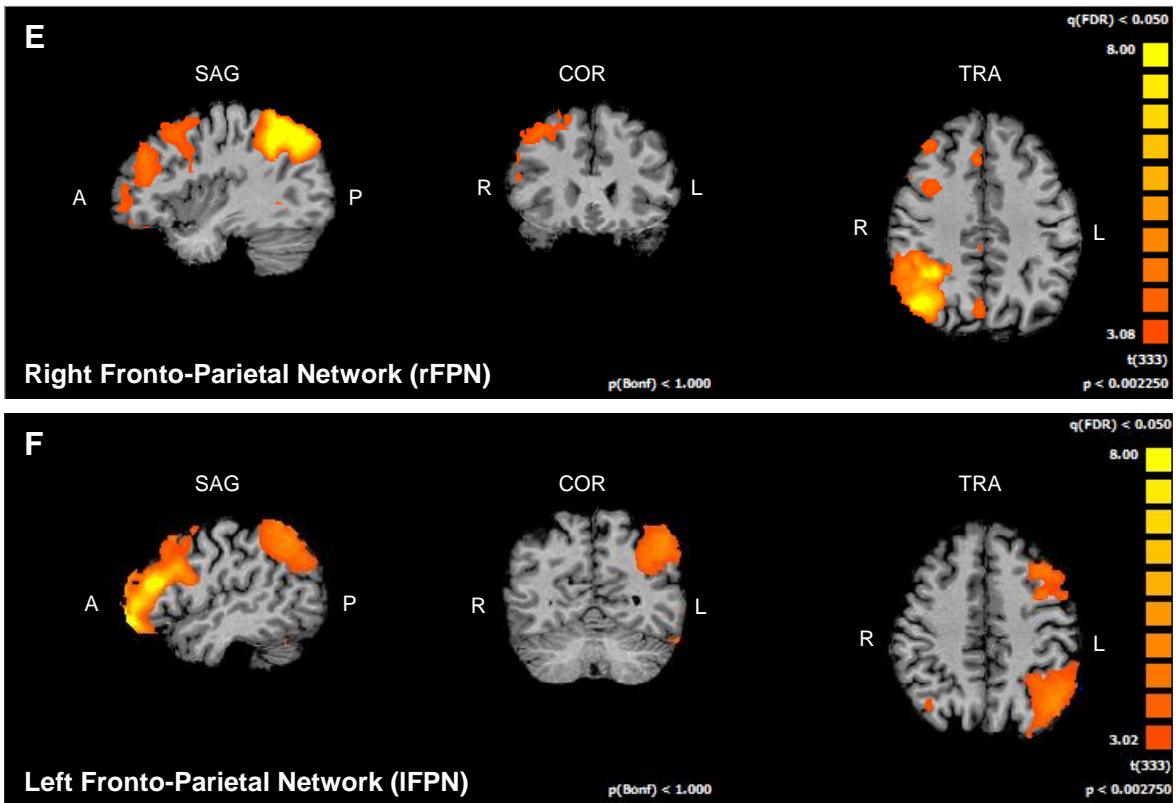 E
q(FDR) < 0.050
8.00
SAG
COR
TRA
A
P
R
L
R
L
3.08
t(333)
Right Fronto-Parietal Network (rFPN)
p(Bonf) < 1.000
p < 0.002250
F
q(FDR) < 0.050
8.00
SAG
COR
TRA
A
P
R
L
R
L
3.02
t(333)
Left Fronto-Parietal Network (lFPN)
p(Bonf) < 1.000
p < 0.002750